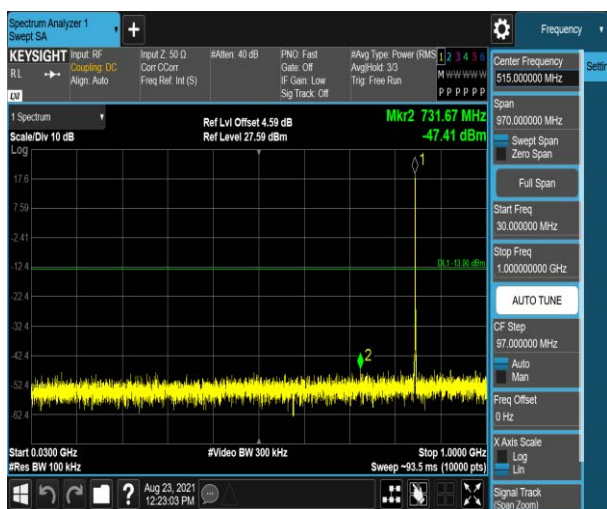 Spectrum Analyzer 1
Swept SA
+
Frequency
KEYSIGHT
Input: RF
Coupling: DC
Align: Auto
Input Z: 50 Ω
Corr CCorr
Freq Ref: Int (S)
#Atten: 40 dB
PNO: Fast
Gate: Off
IF Gain: Low
Sig Track: Off
#Avg Type: Power (RMS
Avg|Hold: 3/3
Trig: Free Run
1 2 3 4 5 6
M W W W W W
P P P P P P
R L
LXI
1 Spectrum
Scale/Div 10 dB
Log
Ref Lvl Offset 4.59 dB
Ref Level 27.59 dBm
Mkr2 731.67 MHz
-47.41 dBm
1
17.6
7.59
-2.41
-12.4
DL1 -13.00 dBm
-22.4
-32.4
-42.4
2
-52.4
-62.4
Start 0.0300 GHz
#Res BW 100 kHz
#Video BW 300 kHz
Stop 1.0000 GHz
Sweep ~93.5 ms (10000 pts)
Aug 23, 2021
12:23:03 PM
?
Center Frequency
515.000000 MHz
Settin
Span
970.000000 MHz
Swept Span
Zero Span
Full Span
Start Freq
30.000000 MHz
Stop Freq
1.000000000 GHz
AUTO TUNE
CF Step
97.000000 MHz
Auto
Man
Freq Offset
0 Hz
X Axis Scale
Log
Lin
Signal Track
(Span Zoom)